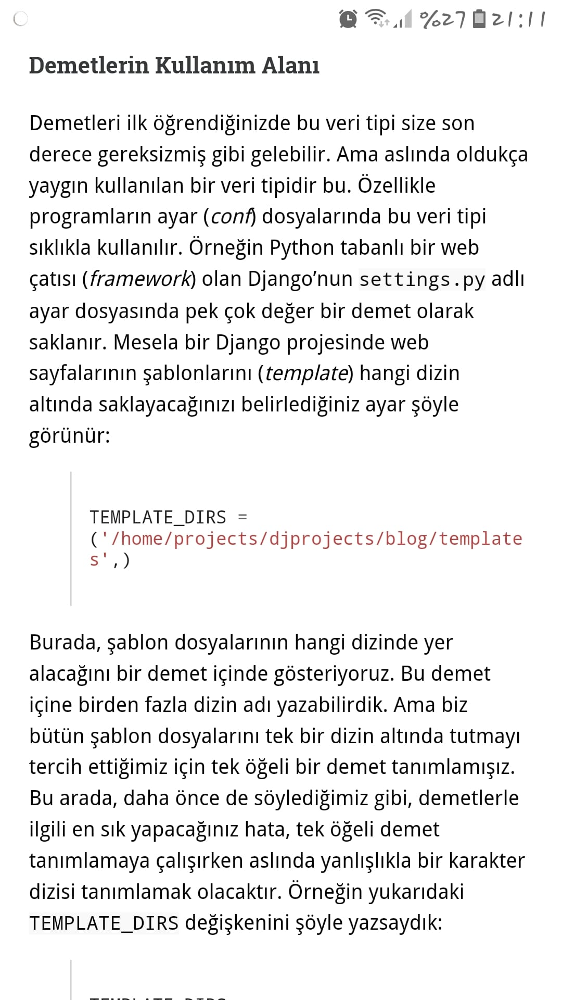 %27 21:11
Demetlerin Kullanım Alanı
Demetleri ilk öğrendiğinizde bu veri tipi size son
derece gereksizmiş gibi gelebilir. Ama aslında oldukça
yaygın kullanılan bir veri tipidir bu. Özellikle
programların ayar (conf) dosyalarında bu veri tipi
sıklıkla kullanılır. Örneğin Python tabanlı bir web
çatısı (framework) olan Django’nun settings.py adlı
ayar dosyasında pek çok değer bir demet olarak
saklanır. Mesela bir Django projesinde web
sayfalarının şablonlarını (template) hangi dizin
altında saklayacağınızı belirlediğiniz ayar şöyle
görünür:
TEMPLATE_DIRS =
('/home/projects/djprojects/blog/template
s',)
Burada, şablon dosyalarının hangi dizinde yer
alacağını bir demet içinde gösteriyoruz. Bu demet
içine birden fazla dizin adı yazabilirdik. Ama biz
bütün şablon dosyalarını tek bir dizin altında tutmayı
tercih ettiğimiz için tek öğeli bir demet tanımlamışız.
Bu arada, daha önce de söylediğimiz gibi, demetlerle
ilgili en sık yapacağınız hata, tek öğeli demet
tanımlamaya çalışırken aslında yanlışlıkla bir karakter
dizisi tanımlamak olacaktır. Örneğin yukarıdaki
TEMPLATE_DIRS değişkenini şöyle yazsaydık: